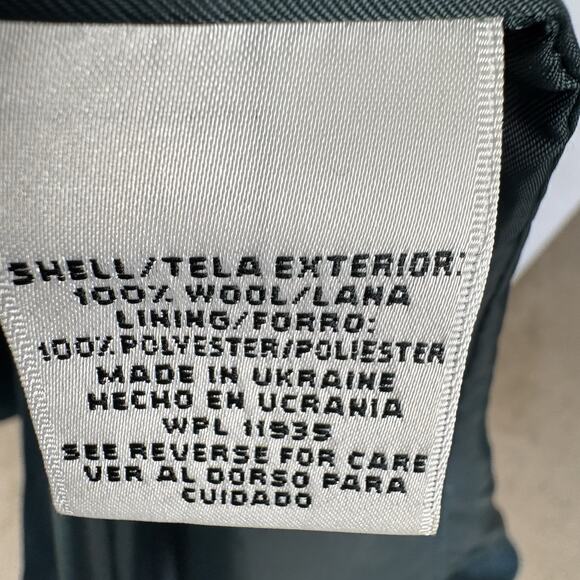 SHELL/TELA EXTERIOR:
100% WOOL/LANA
LINING/FORRO:
100% POLYESTER/POLIESTER
MADE IN UKRAINE
HECHO EN UCRANIA
WPL 11935
SEE REVERSE FOR CARE
VER AL DORSO PARA
CUIDADO